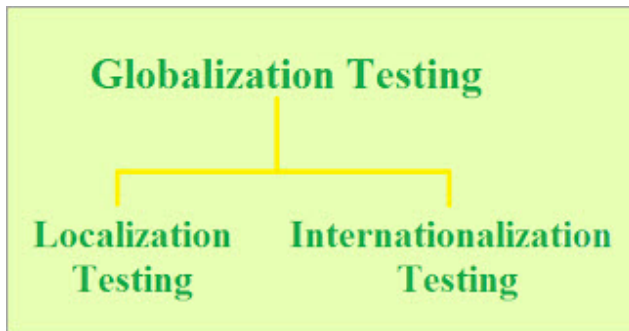 Globalization Testing
Localization
Testing
Internationalization
Testing